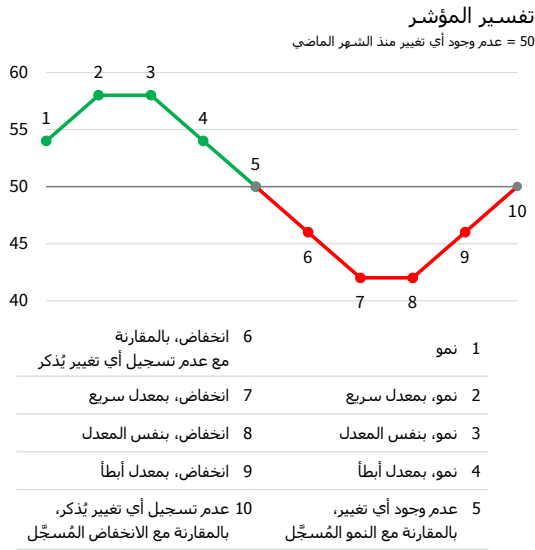 تفسير المؤشر
50 = عدم وجود أي تغيير منذ الشهر الماضي
60
55
50
45
40
1
2
3
4
5
6
7
8
9
10
1 نمو
2 نمو، بمعدل سريع
3 نمو، بنفس المعدل
4 نمو، بمعدل أبطأ
5 عدم وجود أي تغيير،
بالمقارنة مع النمو المُسجَّل
6 انخفاض، بالمقارنة
مع عدم تسجيل أي تغيير يُذكر
7 انخفاض، بمعدل سريع
8 انخفاض، بنفس المعدل
9 انخفاض، بمعدل أبطأ
10 عدم تسجيل أي تغيير يُذكر،
بالمقارنة مع الانخفاض المُسجَّل